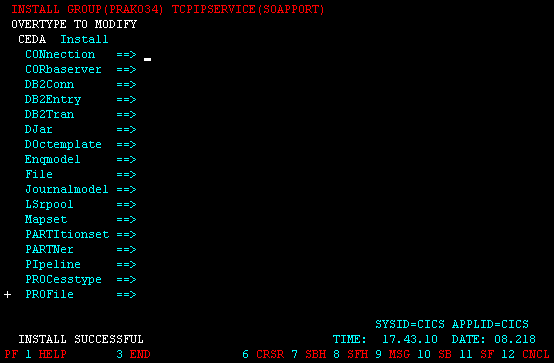 INSTALL GROUP(PRAKO34) TCPIPSERVICE(SOAPPORT)
OVERTYPE TO MODIFY
CEDA Install
CONnection ==>
CORbaserver ==>
DB2Conn ==>
DB2Entry ==>
DB2Tran ==>
DJar ==>
DOctemplate ==>
Enqmodel ==>
File ==>
Journalmodel ==>
LSrpool ==>
Mapset ==>
PARTItionset ==>
PARTNer ==>
PIpeline ==>
PROCesstype ==>
+ PROFile ==>
SYSID=CICS APPLID=CICS
INSTALL SUCCESSFUL TIME: 17.43.10 DATE: 08.218
PF 1 HELP 3 END 6 CRSR 7 SBH 8 SFH 9 MSG 10 SB 11 SF 12 CNCL